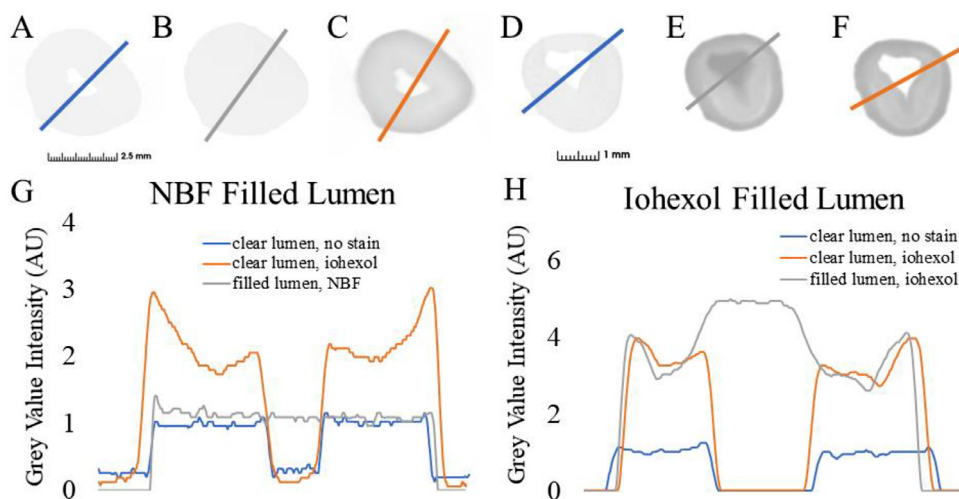 A B C D E F
2.5 mm
1 mm
G NBF Filled Lumen
H Iohexol Filled Lumen
Grey Value Intensity (AU)
4
3
2
1
0
clear lumen, no stain
clear lumen, iohexol
filled lumen, NBF
Grey Value Intensity (AU)
6
4
2
0
clear lumen, no stain
clear lumen, iohexol
filled lumen, iohexol